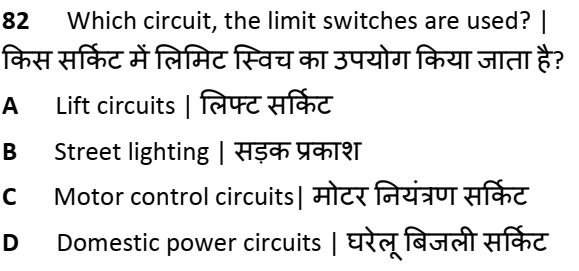 82 Which circuit, the limit switches are used? |
किस सर्किट में लिमिट स्विच का उपयोग किया जाता है?
A Lift circuits | लिफ्ट सर्किट
B Street lighting | सड़क प्रकाश
C Motor control circuits| मोटर नियंत्रण सर्किट
D Domestic power circuits | घरेलू बिजली सर्किट